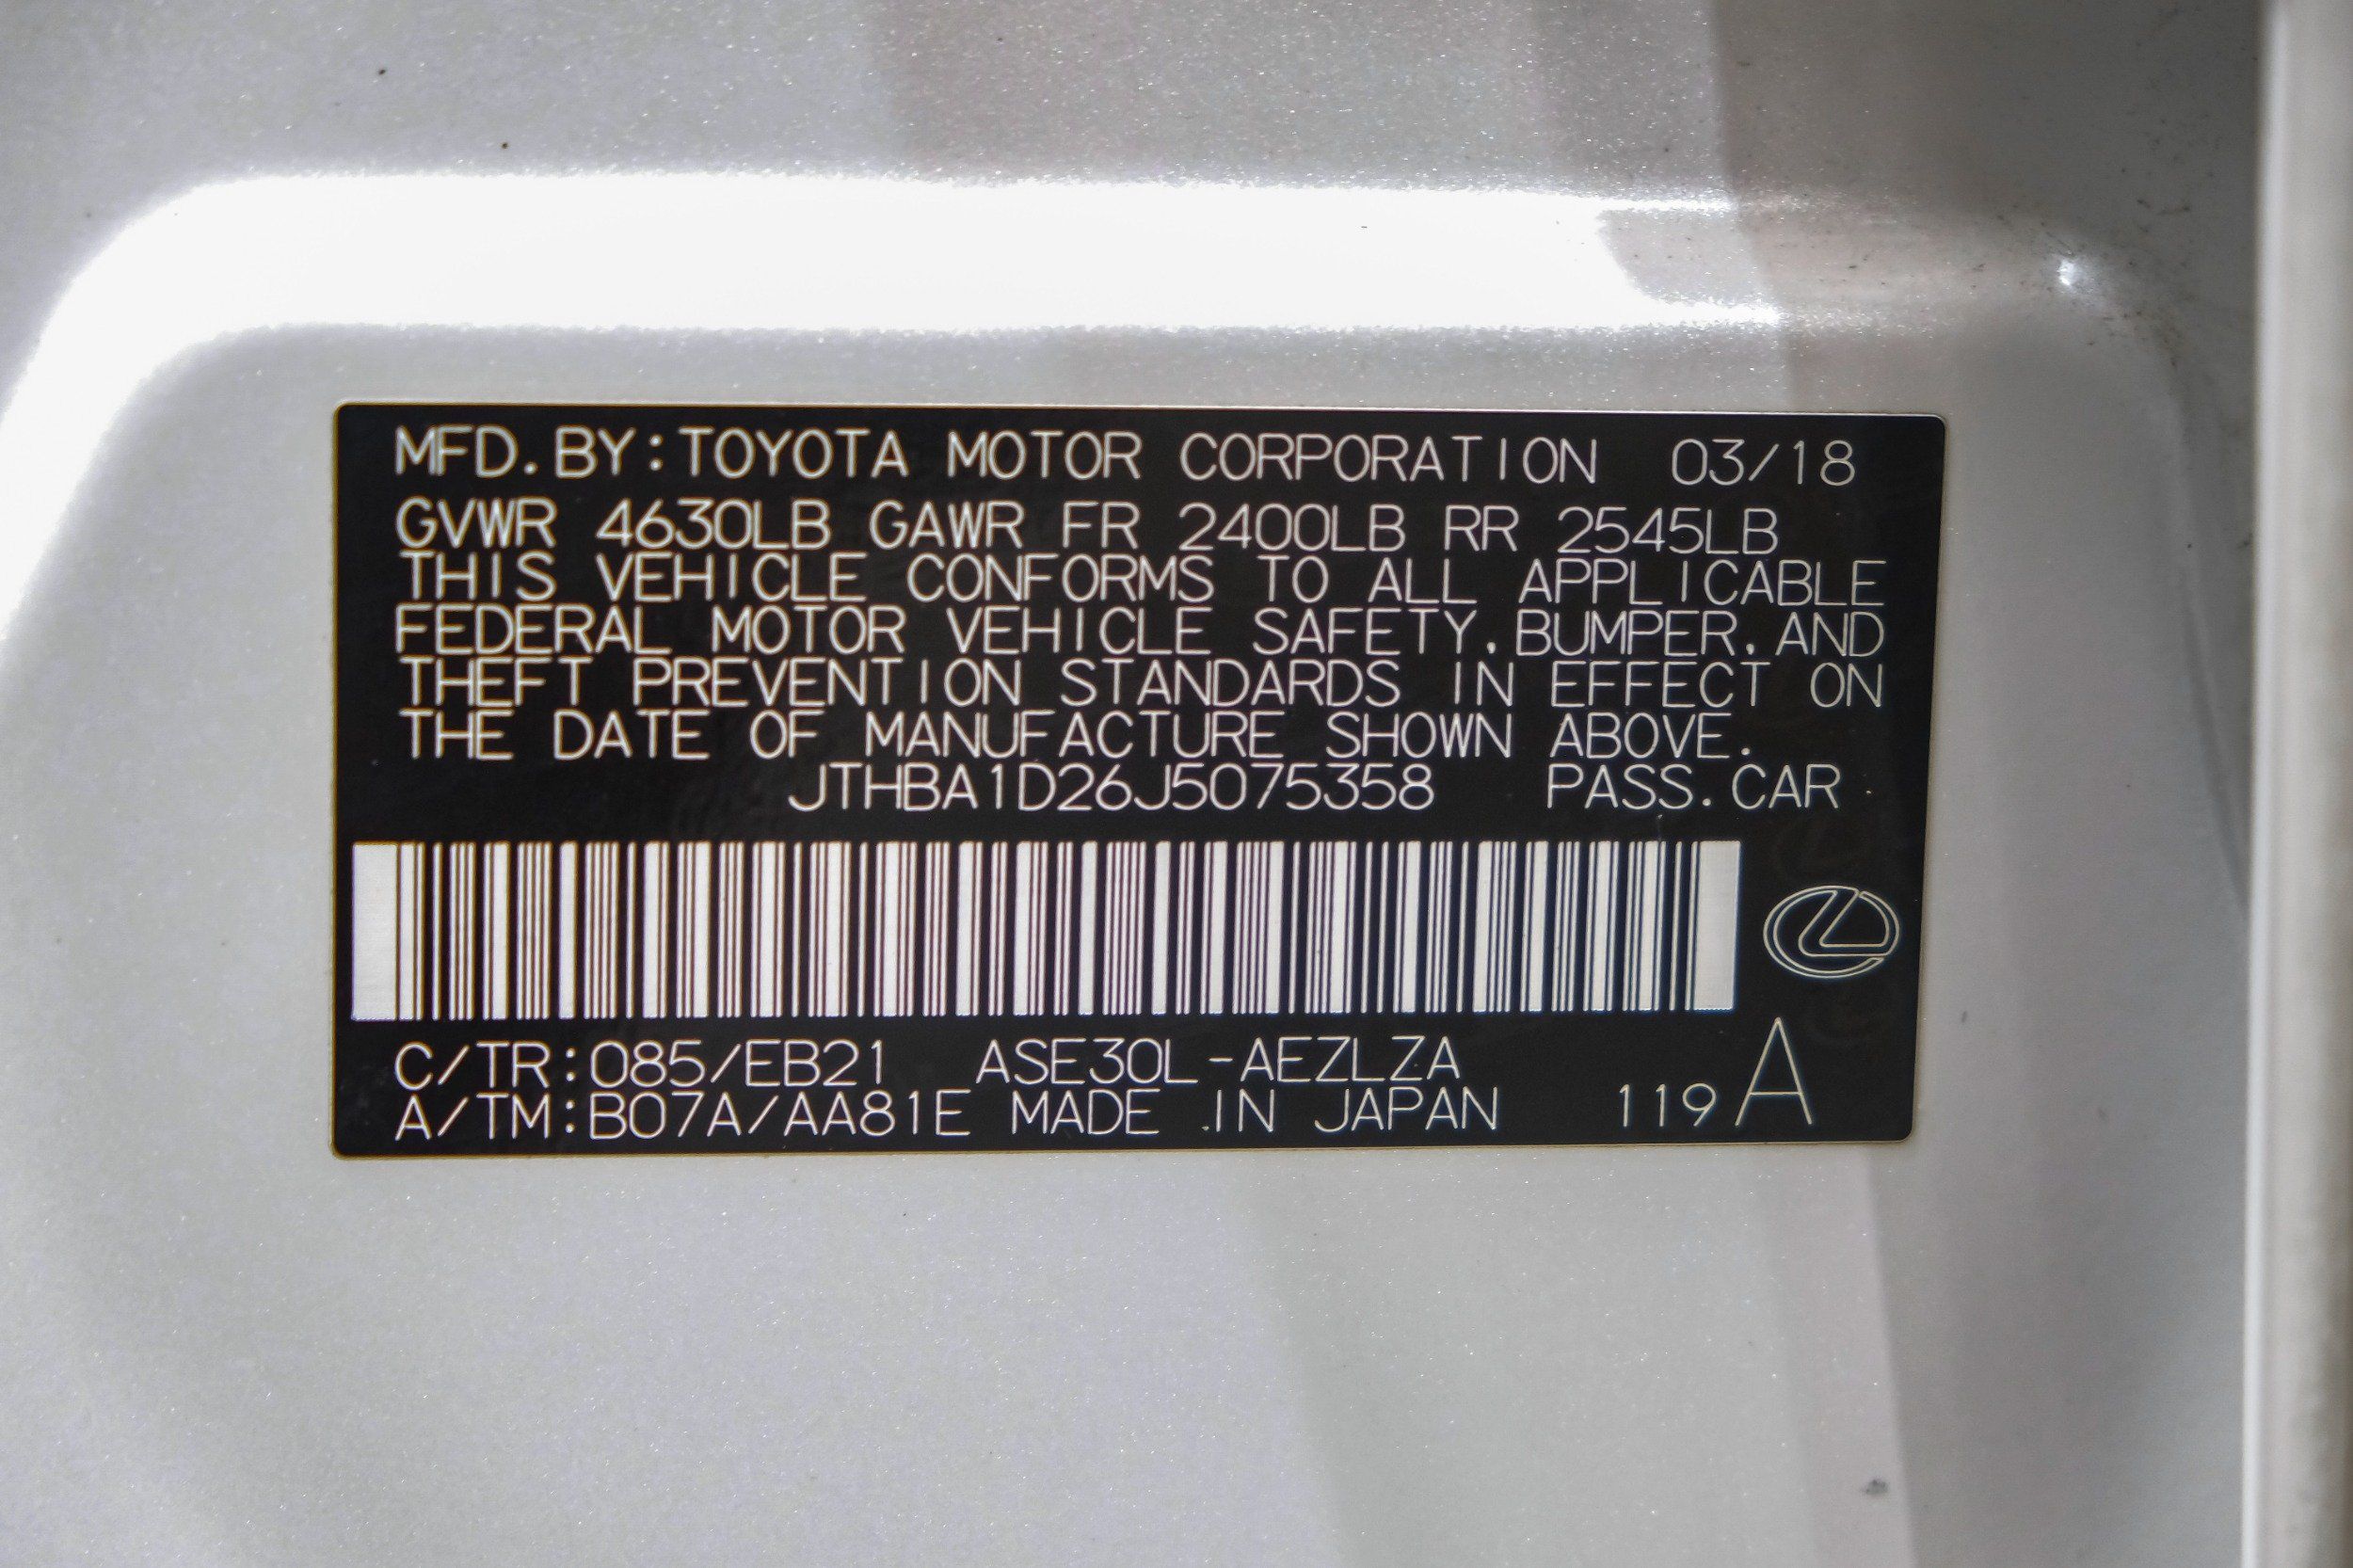 MFD.BY:TOYOTA MOTOR CORPORATION 03/18
GVWR 4630LB GAWR FR 2400LB RR 2545LB
THIS VEHICLE CONFORMS TO ALL APPLICABLE
FEDERAL MOTOR VEHICLE SAFETY,BUMPER,AND
THEFT PREVENTION STANDARDS IN EFFECT ON
THE DATE OF MANUFACTURE SHOWN ABOVE.
JTHBA1D26J5075358 PASS.CAR
C/TR:085/EB21 ASE30L-AEZLZA
A/TM:B07A/AA81E MADE IN JAPAN 119 A